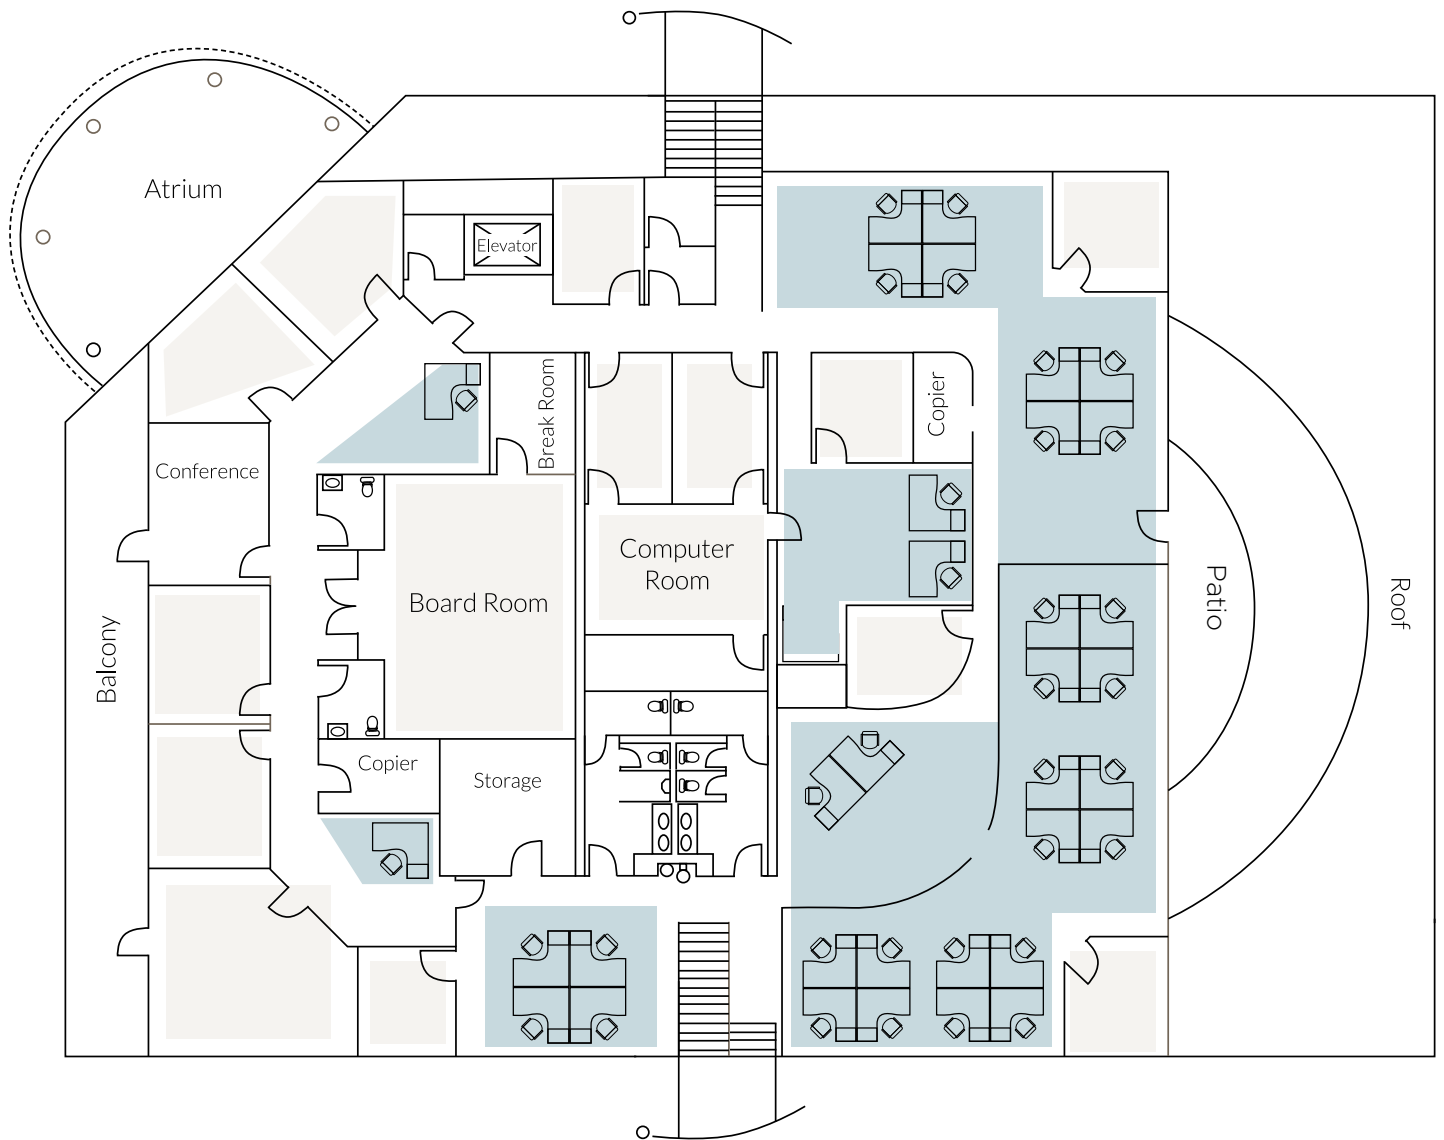 Atrium
Elevator
Break Room
Copier
Conference
Computer
Room
Board Room
Patio
Roof
Balcony
Copier
Storage